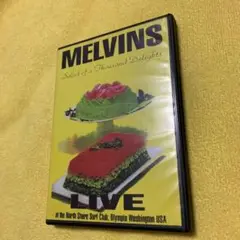 MELVINS
Salad of a Thousand Delights
LIVE
at the North Shore Surf Club, Olympia Washington USA